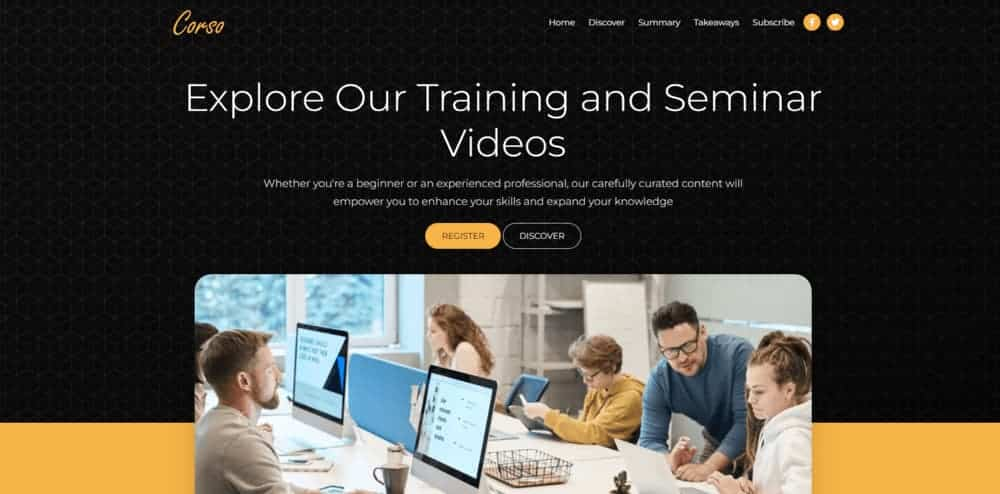 Corso
Home Discover Summary Takeaways Subscribe
Explore Our Training and Seminar
Videos
Whether you're a beginner or an experienced professional, our carefully curated content will
empower you to enhance your skills and expand your knowledge
REGISTER DISCOVER